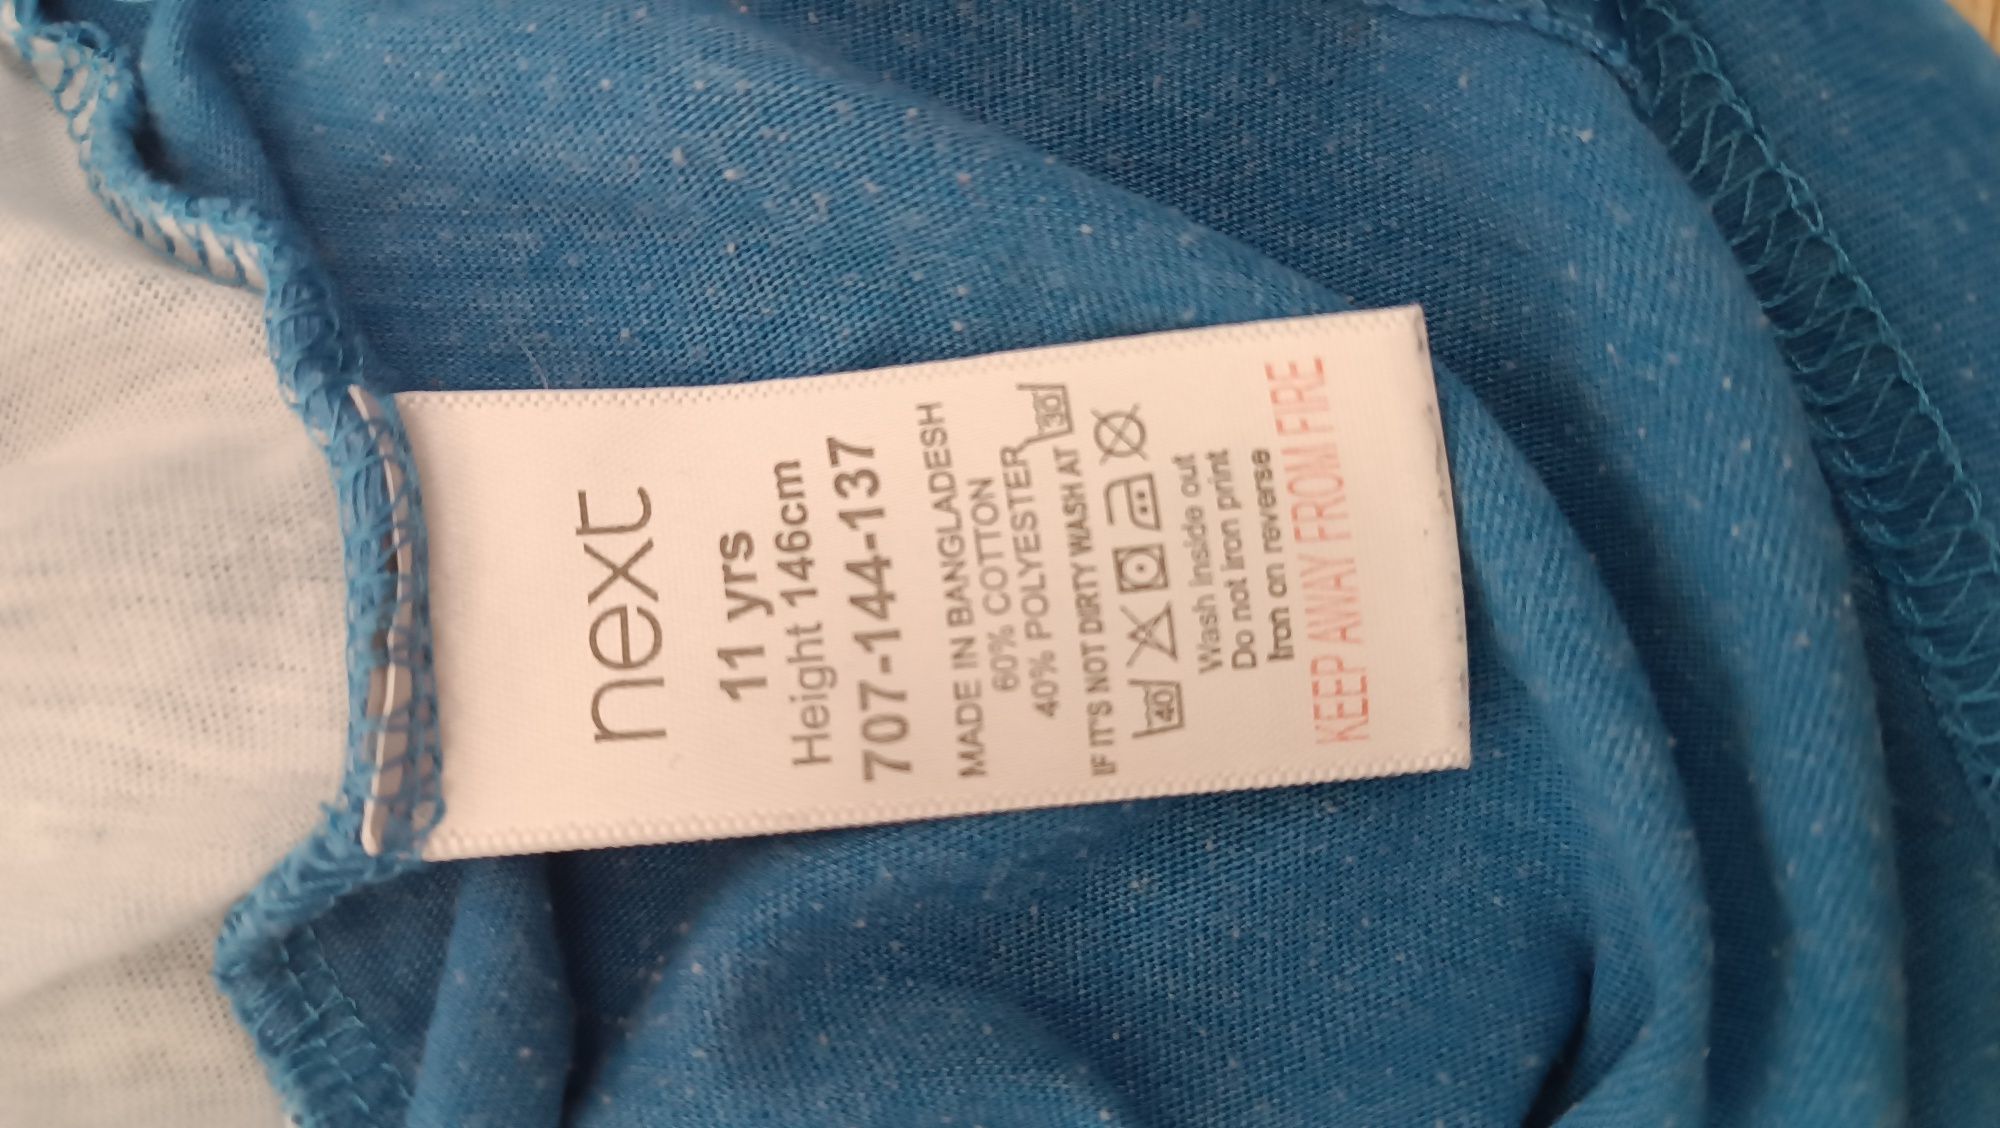 next
11 yrs
Height 146cm
707-144-137
MADE IN BANGLADESH
60% COTTON
40% POLYESTER
IF IT'S NOT DIRTY WASH AT 30
40
Wash inside out
Do not iron print
Iron on reverse
KEEP AWAY FROM FIRE